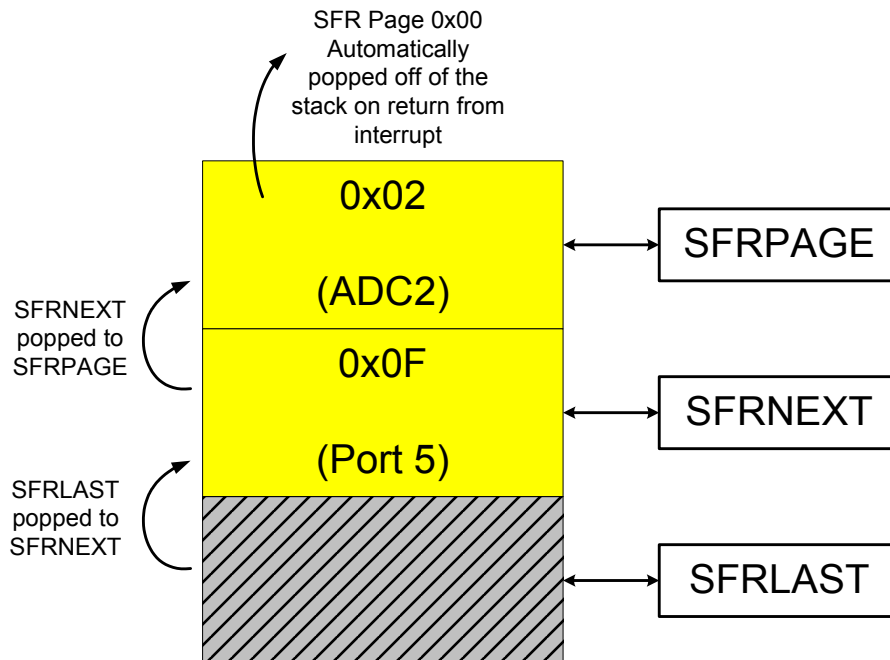 SFR Page 0x00
Automatically
popped off of the
stack on return from
interrupt
0x02
(ADC2)
SFRPAGE
SFRNEXT
popped to
SFRPAGE
0x0F
(Port 5)
SFRNEXT
SFRLAST
popped to
SFRNEXT
SFRLAST